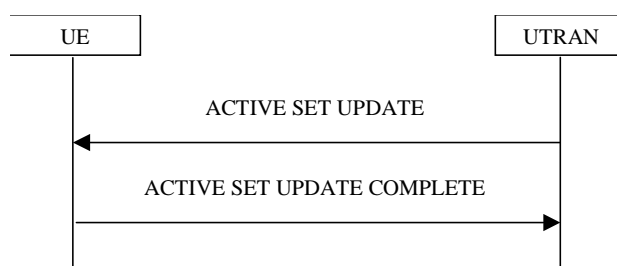 UE
UTRAN
ACTIVE SET UPDATE
ACTIVE SET UPDATE COMPLETE